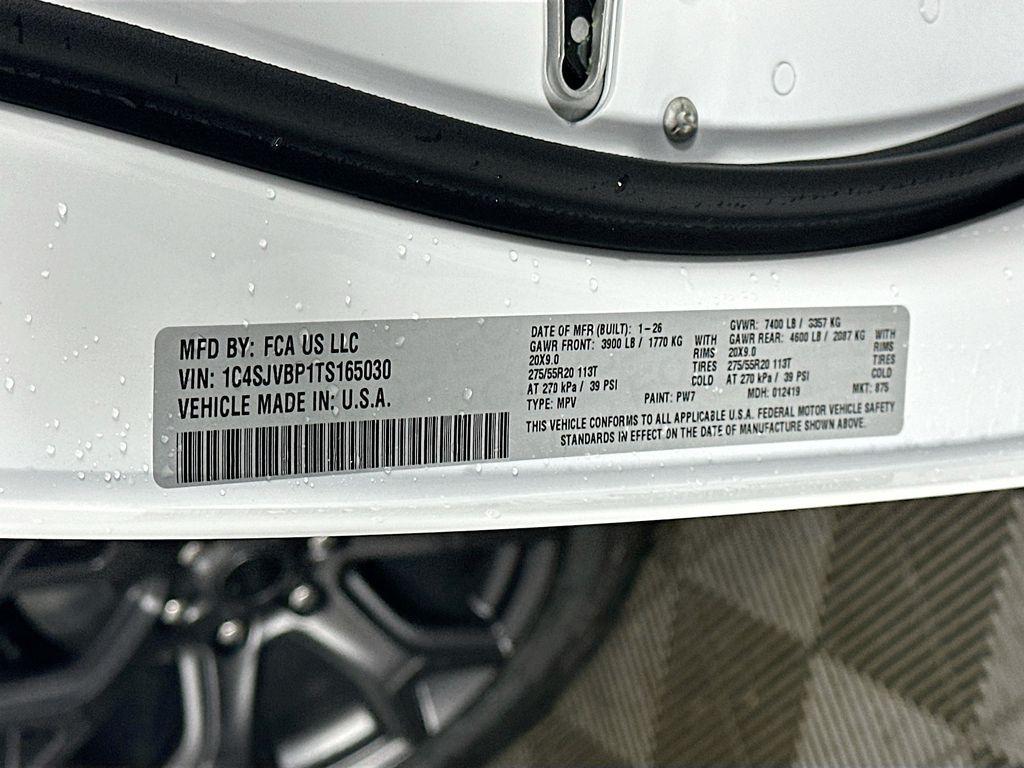 MFD BY: FCA US LLC
VIN: 1C4SJVBP1TS165030
VEHICLE MADE IN: U.S.A.
DATE OF MFR (BUILT): 1-26
GAWR FRONT: 3900 LB / 1770 KG WITH
20X9.0 RIMS
275/55R20 113T TIRES
AT 270 kPa / 39 PSI COLD
TYPE: MPV PAINT: PW7
GVWR: 7400 LB / 3357 KG
GAWR REAR: 4600 LB / 2087 KG WITH
20X9.0 RIMS
275/55R20 113T TIRES
AT 270 kPa / 39 PSI COLD
MDH: 012419 MKT: 875
THIS VEHICLE CONFORMS TO ALL APPLICABLE U.S.A. FEDERAL MOTOR VEHICLE SAFETY
STANDARDS IN EFFECT ON THE DATE OF MANUFACTURE SHOWN ABOVE.